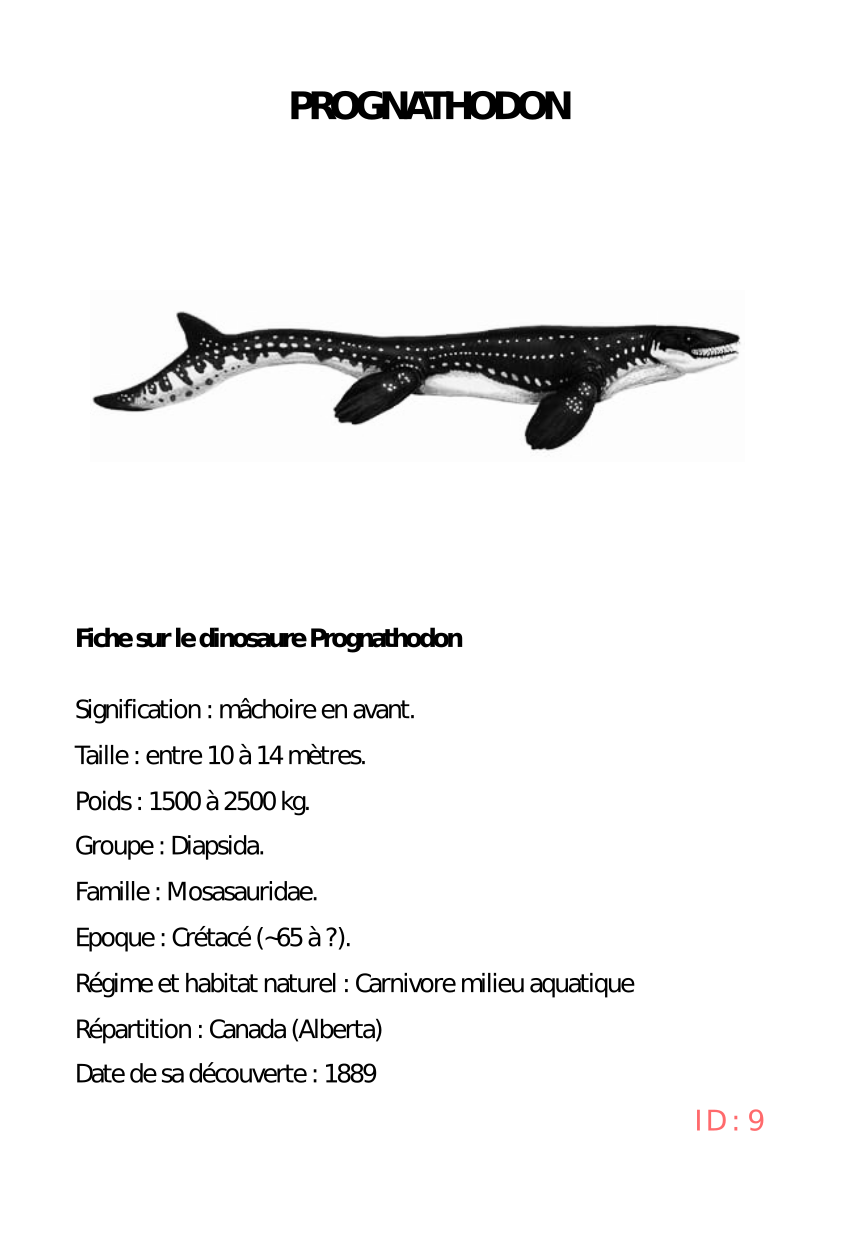 PROGNATHODON
Fiche sur le dinosaure Prognathodon
Signification : mâchoire en avant.
Taille : entre 10 à 14 mètres.
Poids : 1500 à 2500 kg.
Groupe : Diapsida.
Famille : Mosasauridae.
Epoque : Crétacé (~65 à ?).
Régime et habitat naturel : Carnivore milieu aquatique
Répartition : Canada (Alberta)
Date de sa découverte : 1889
ID : 9